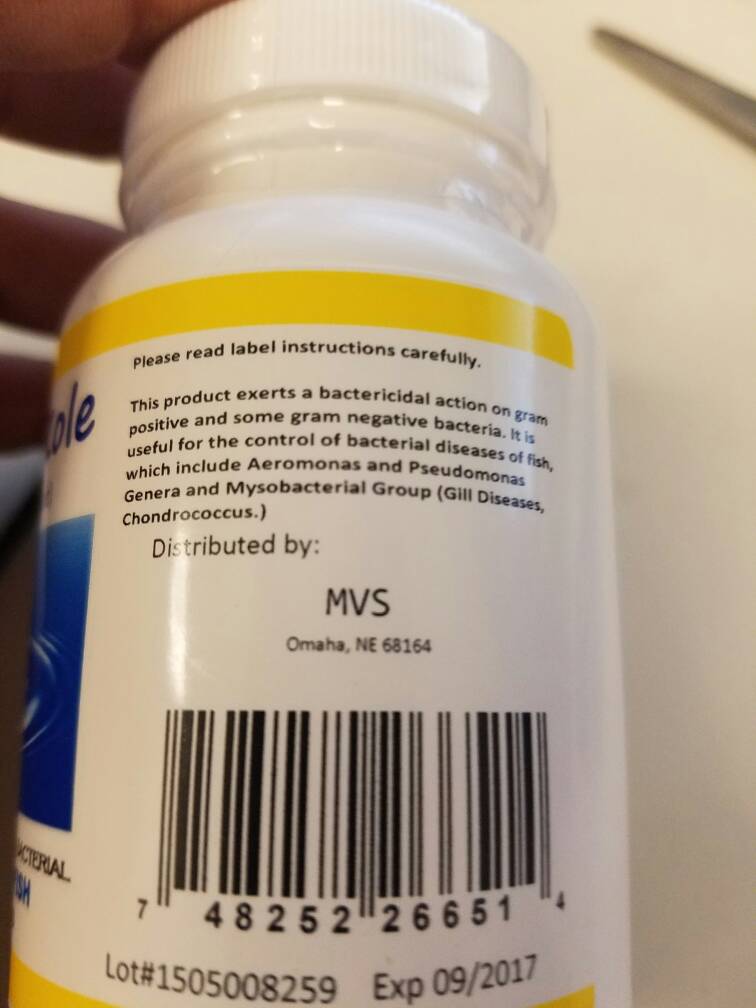 Please read label instructions carefully.
This product exerts a bactericidal action on gram
positive and some gram negative bacteria. It is
useful for the control of bacterial diseases of fish,
which include Aeromonas and Pseudomonas
Genera and Mysobacterial Group (Gill Diseases,
Chondrococcus.)
Distributed by:
MVS
Omaha, NE 68164
7 48252 26651 4
Lot#1505008259 Exp 09/2017